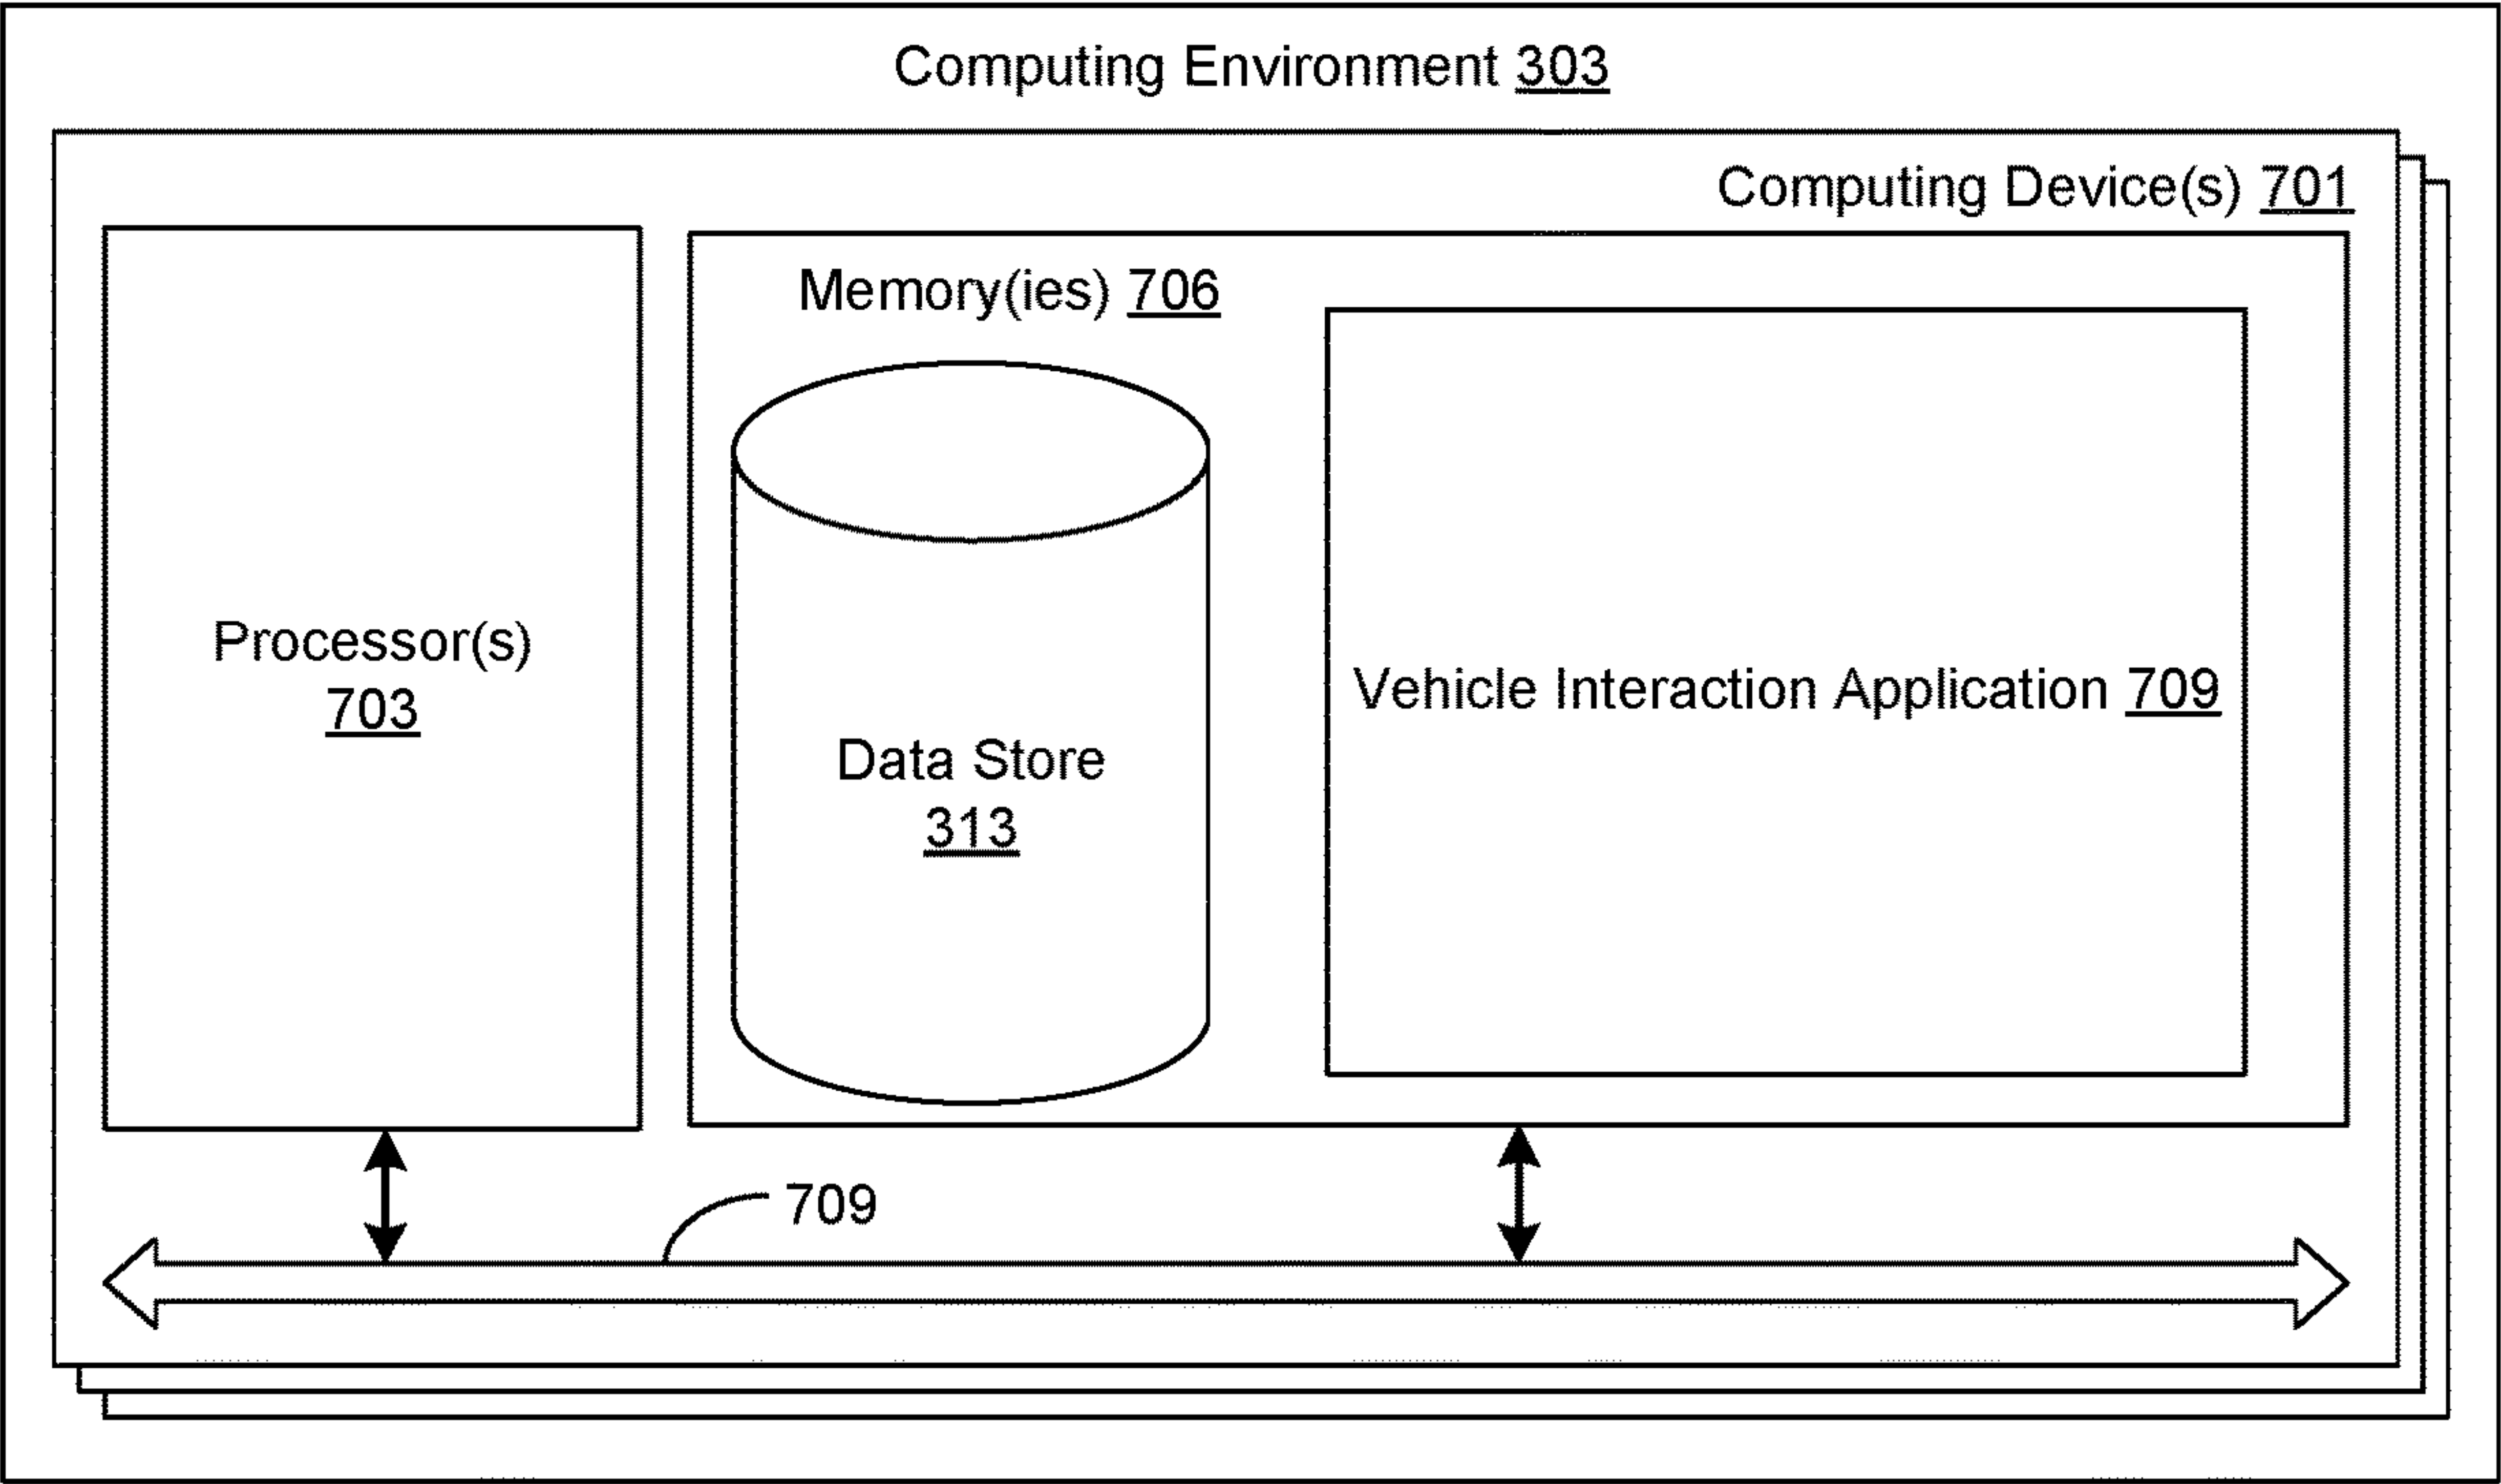 Computing Environment 303
Computing Device(s) 701
Memory(ies) 706
Processor(s)
703
Data Store
313
Vehicle Interaction Application 709
709